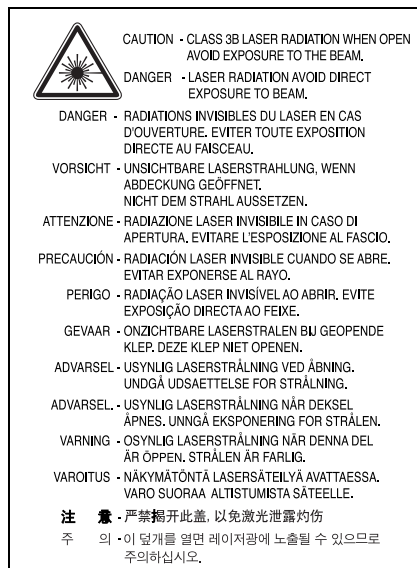 CAUTION - CLASS 3B LASER RADIATION WHEN OPEN
AVOID EXPOSURE TO THE BEAM.
DANGER - LASER RADIATION AVOID DIRECT
EXPOSURE TO BEAM.
DANGER - RADIATIONS INVISIBLES DU LASER EN CAS
D'OUVERTURE. EVITER TOUTE EXPOSITION
DIRECTE AU FAISCEAU.
VORSICHT - UNSICHTBARE LASERSTRAHLUNG, WENN
ABDECKUNG GEÖFFNET.
NICHT DEM STRAHL AUSSETZEN.
ATTENZIONE - RADIAZIONE LASER INVISIBILE IN CASO DI
APERTURA. EVITARE L'ESPOSIZIONE AL FASCIO.
PRECAUCIÓN - RADIACIÓN LASER INVISIBLE CUANDO SE ABRE.
EVITAR EXPONERSE AL RAYO.
PERIGO - RADIAÇÃO LASER INVISÍVEL AO ABRIR. EVITE
EXPOSIÇÃO DIRECTA AO FEIXE.
GEVAAR - ONZICHTBARE LASERSTRALEN BIJ GEOPENDE
KLEP. DEZE KLEP NIET OPENEN.
ADVARSEL - USYNLIG LASERSTRÅLNING VED ÅBNING.
UNDGÅ UDSAETTELSE FOR STRÅLNING.
ADVARSEL. - USYNLIG LASERSTRÅLNING NÅR DEKSEL
ÅPNES. UNNGÅ EKSPONERING FOR STRÅLEN.
VARNING - OSYNLIG LASERSTRÅLNING NÄR DENNA DEL
ÄR ÖPPEN. STRÅLEN ÄR FARLIG.
VAROITUS - NÄKYMÄTÖNTÄ LASERSÄTEILYÄ AVATTAESSA.
VARO SUORAA ALTISTUMISTA SÄTEELLE.
注 意 - 严禁揭开此盖, 以免激光泄露灼伤
주 의 - 이 덮개를 열면 레이저광에 노출될 수 있으므로
주의하십시오.